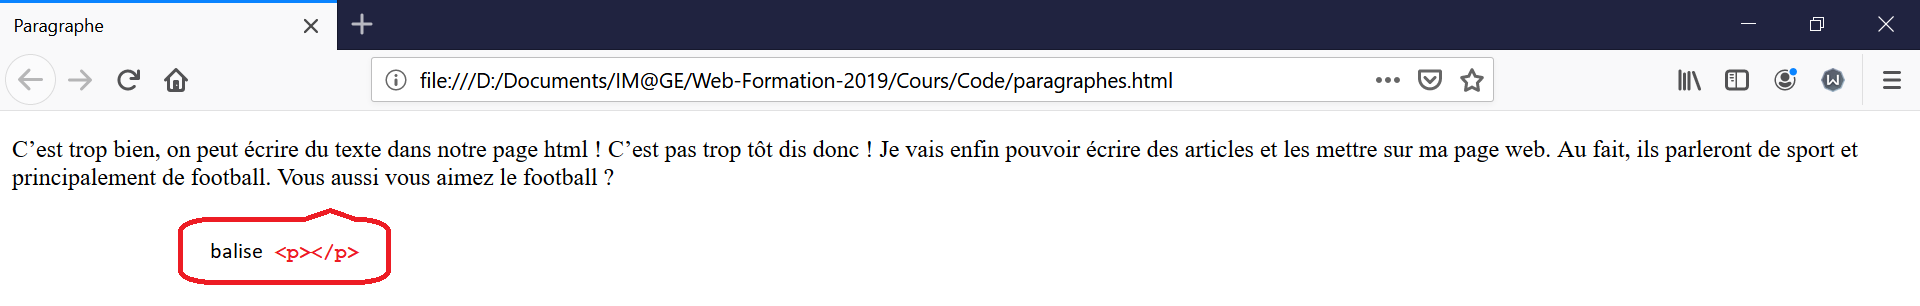 Paragraphe
file:///D:/Documents/IM@GE/Web-Formation-2019/Cours/Code/paragraphes.html
C’est trop bien, on peut écrire du texte dans notre page html ! C’est pas trop tôt dis donc ! Je vais enfin pouvoir écrire des articles et les mettre sur ma page web. Au fait, ils parleront de sport et
principalement de football. Vous aussi vous aimez le football ?
balise <p></p>